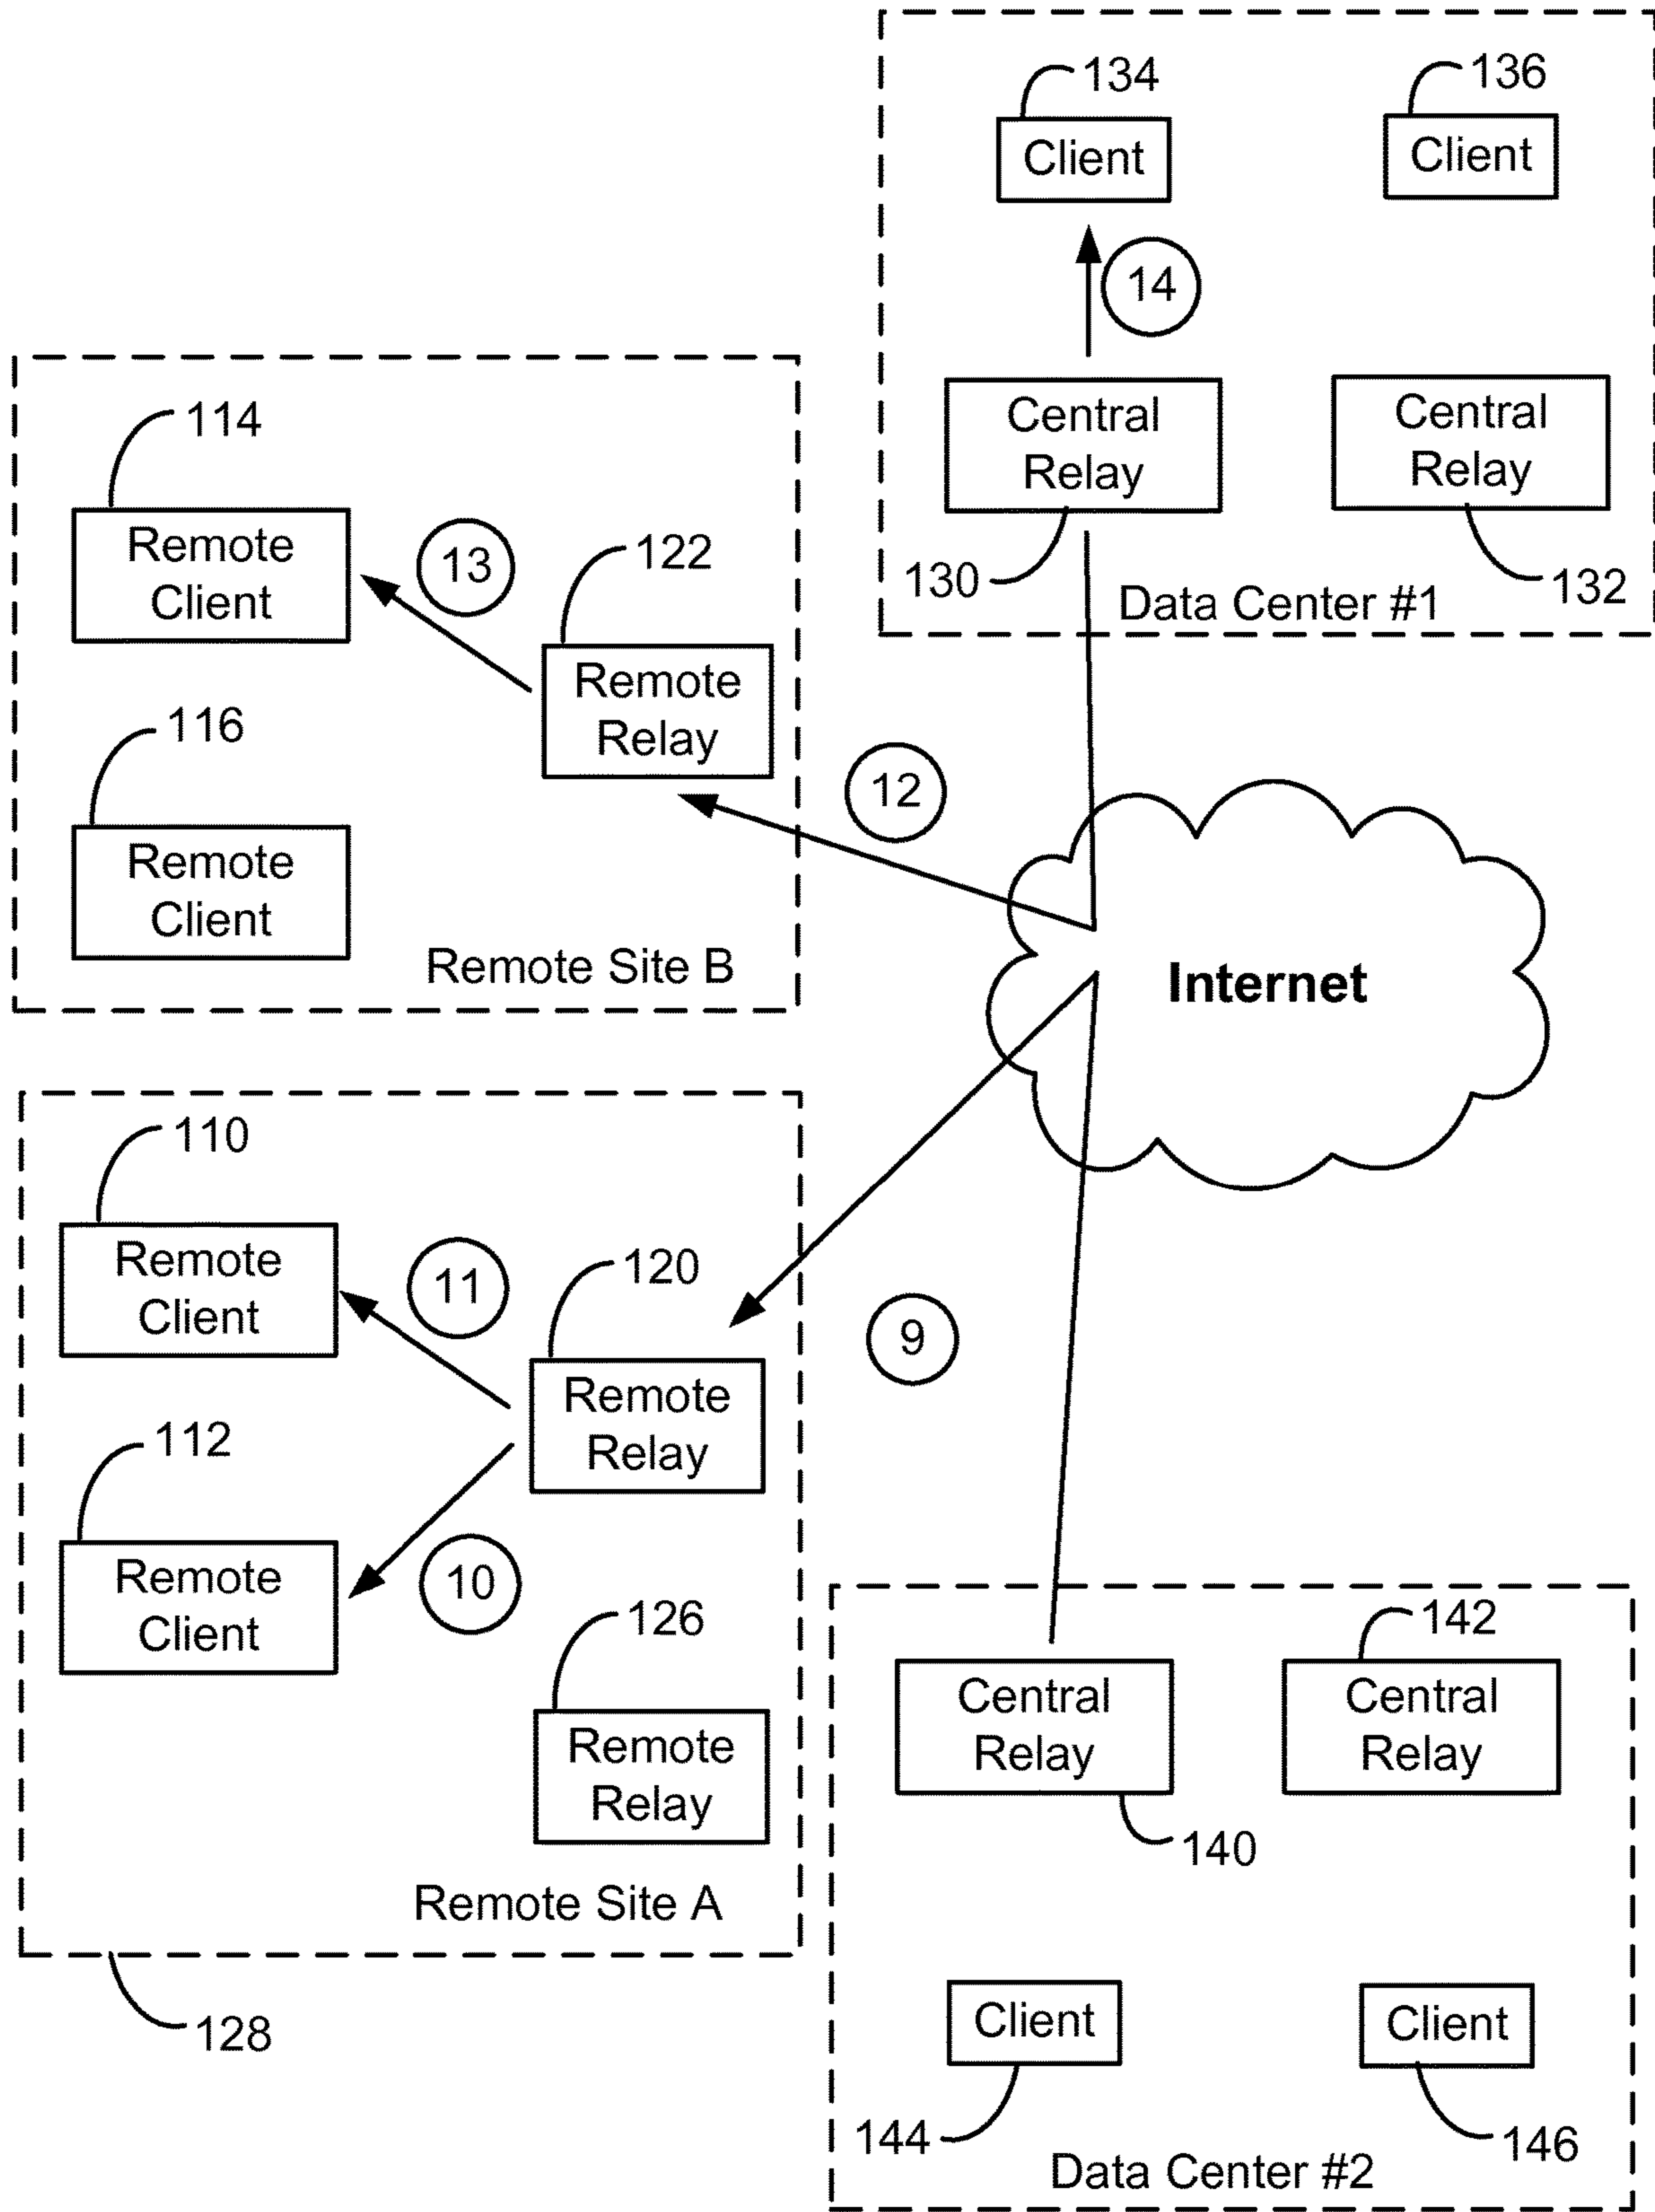 134
136
Client
Client
14
Central
Relay
Central
Relay
130
132
Data Center #1
114
Remote
Client
13
122
Remote
Relay
116
Remote
Client
12
Remote Site B
Internet
110
Remote
Client
11
120
Remote
Relay
9
112
Remote
Client
10
126
Remote
Relay
Remote Site A
128
142
Central
Relay
Central
Relay
140
Client
Client
144
146
Data Center #2